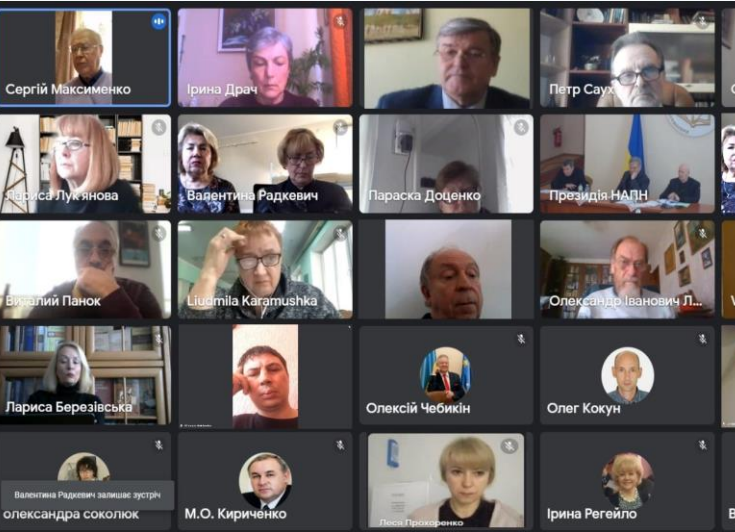 Сергій Максименко
Ірина Драч
Петр Саух
Лариса Лук'янова
Валентина Радкевич
Параска Доценко
Президія НАПН
Виталий Панок
Liudmila Karamushka
Олександр Іванович Л...
Лариса Березівська
Олексій Чебикін
Олег Кокун
Валентина Радкевич залишає зустріч
олександра соколюк
М.О. Кириченко
Леся Прохоренко
Ірина Регейло